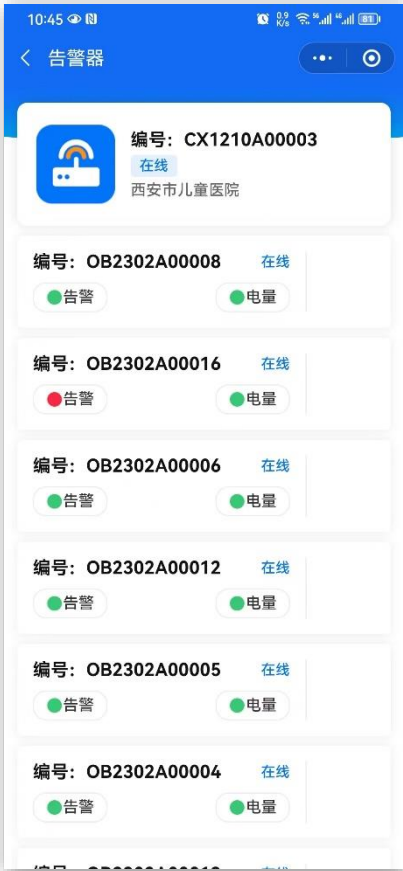 10:45
0.9
K/s
81
告警器
编号：CX1210A00003
在线
西安市儿童医院
编号：OB2302A00008 在线
告警 电量
编号：OB2302A00016 在线
告警 电量
编号：OB2302A00006 在线
告警 电量
编号：OB2302A00012 在线
告警 电量
编号：OB2302A00005 在线
告警 电量
编号：OB2302A00004 在线
告警 电量